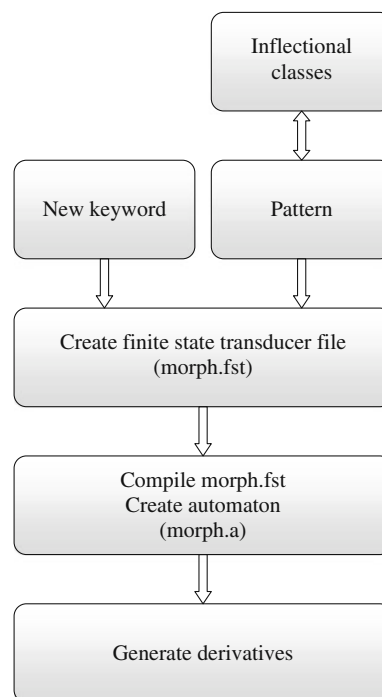 Inflectional
classes
New keyword
Pattern
Create finite state transducer file
(morph.fst)
Compile morph.fst
Create automaton
(morph.a)
Generate derivatives